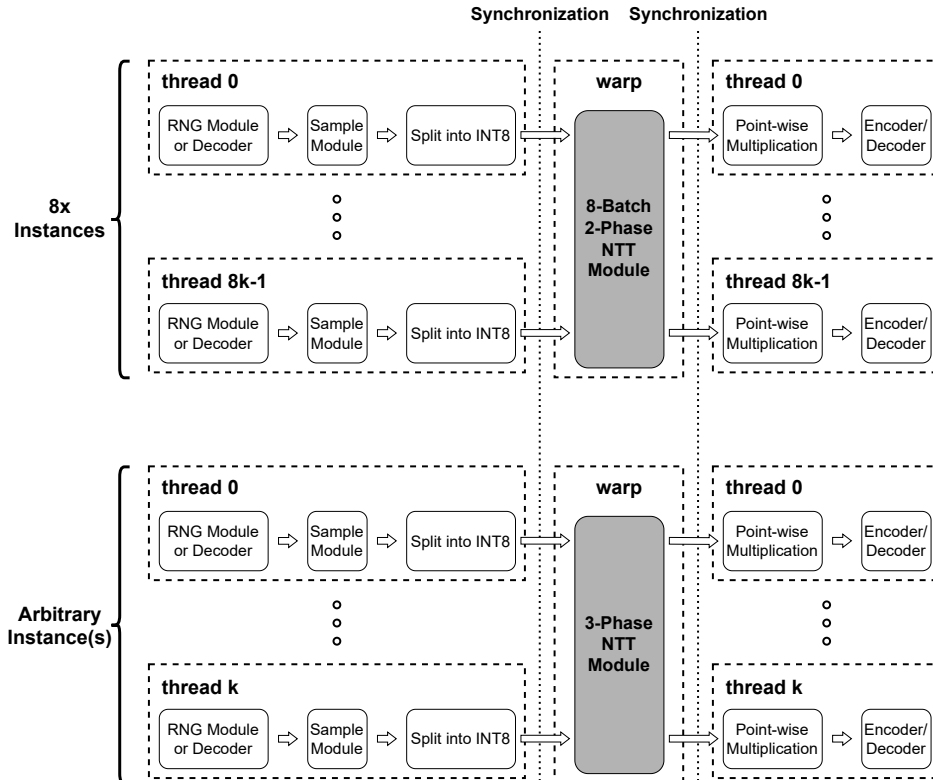 Synchronization Synchronization
thread 0
RNG Module
or Decoder
Sample
Module
Split into INT8
warp
8-Batch
2-Phase
NTT
Module
thread 0
Point-wise
Multiplication
Encoder/
Decoder
8x
Instances
thread 8k-1
RNG Module
or Decoder
Sample
Module
Split into INT8
thread 8k-1
Point-wise
Multiplication
Encoder/
Decoder
thread 0
RNG Module
or Decoder
Sample
Module
Split into INT8
warp
3-Phase
NTT
Module
thread 0
Point-wise
Multiplication
Encoder/
Decoder
Arbitrary
Instance(s)
thread k
RNG Module
or Decoder
Sample
Module
Split into INT8
thread k
Point-wise
Multiplication
Encoder/
Decoder